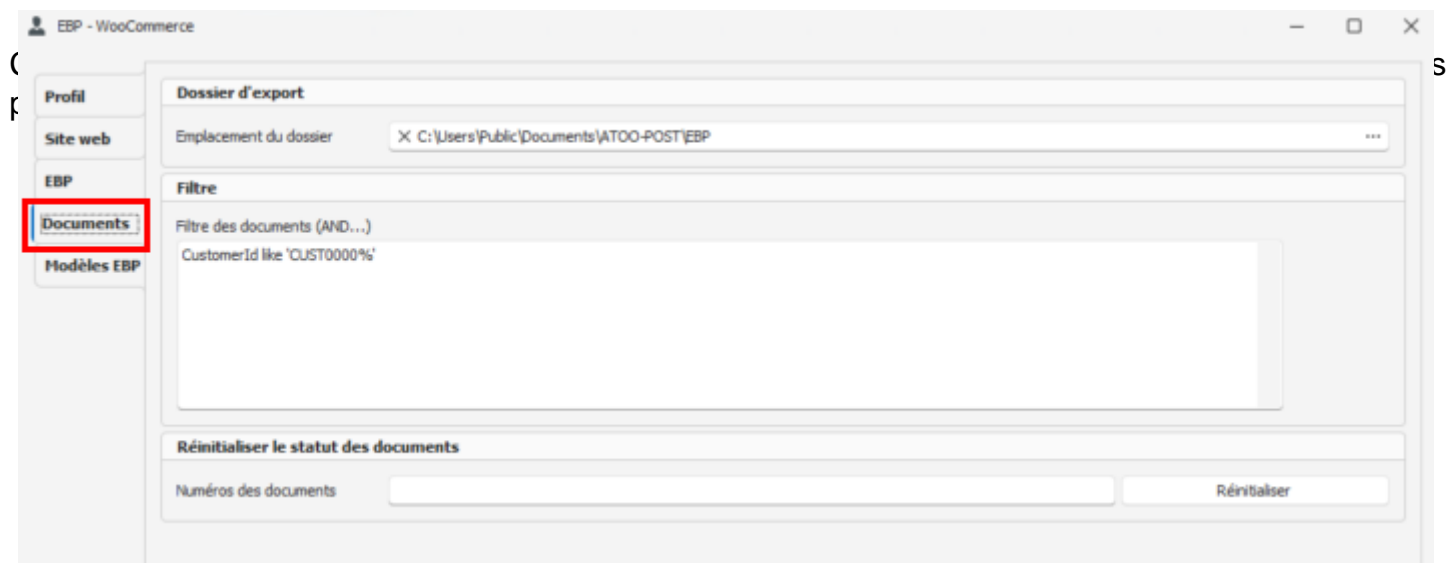 EBP - WooCommerce
Profil
Site web
EBP
Documents
Modèles EBP
Dossier d'export
Emplacement du dossier
C:\Users\Public\Documents\ATOO-POST\EBP
...
Filtre
Filtre des documents (AND...)
CustomerId like 'CUST0000%'
Réinitialiser le statut des documents
Numéros des documents
Réinitialiser